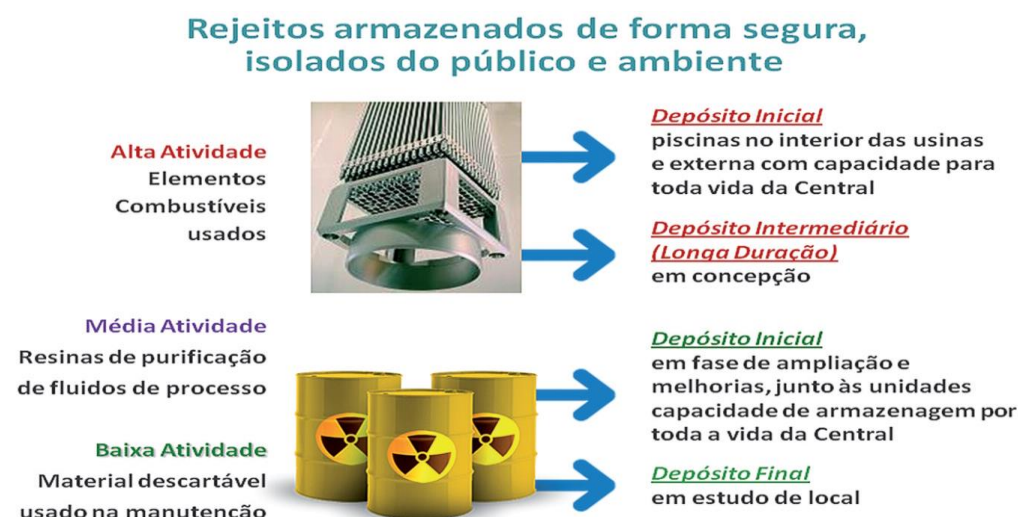 Rejeitos armazenados de forma segura,
isolados do público e ambiente
Alta Atividade
Elementos
Combustíveis
usados
Depósito Inicial
piscinas no interior das usinas
e externa com capacidade para
toda vida da Central
Depósito Intermediário
(Longa Duração)
em concepção
Média Atividade
Resinas de purificação
de fluidos de processo
Baixa Atividade
Material descartável
usado na manutenção
Depósito Inicial
em fase de ampliação e
melhorias, junto às unidades
capacidade de armazenagem por
toda a vida da Central
Depósito Final
em estudo de local